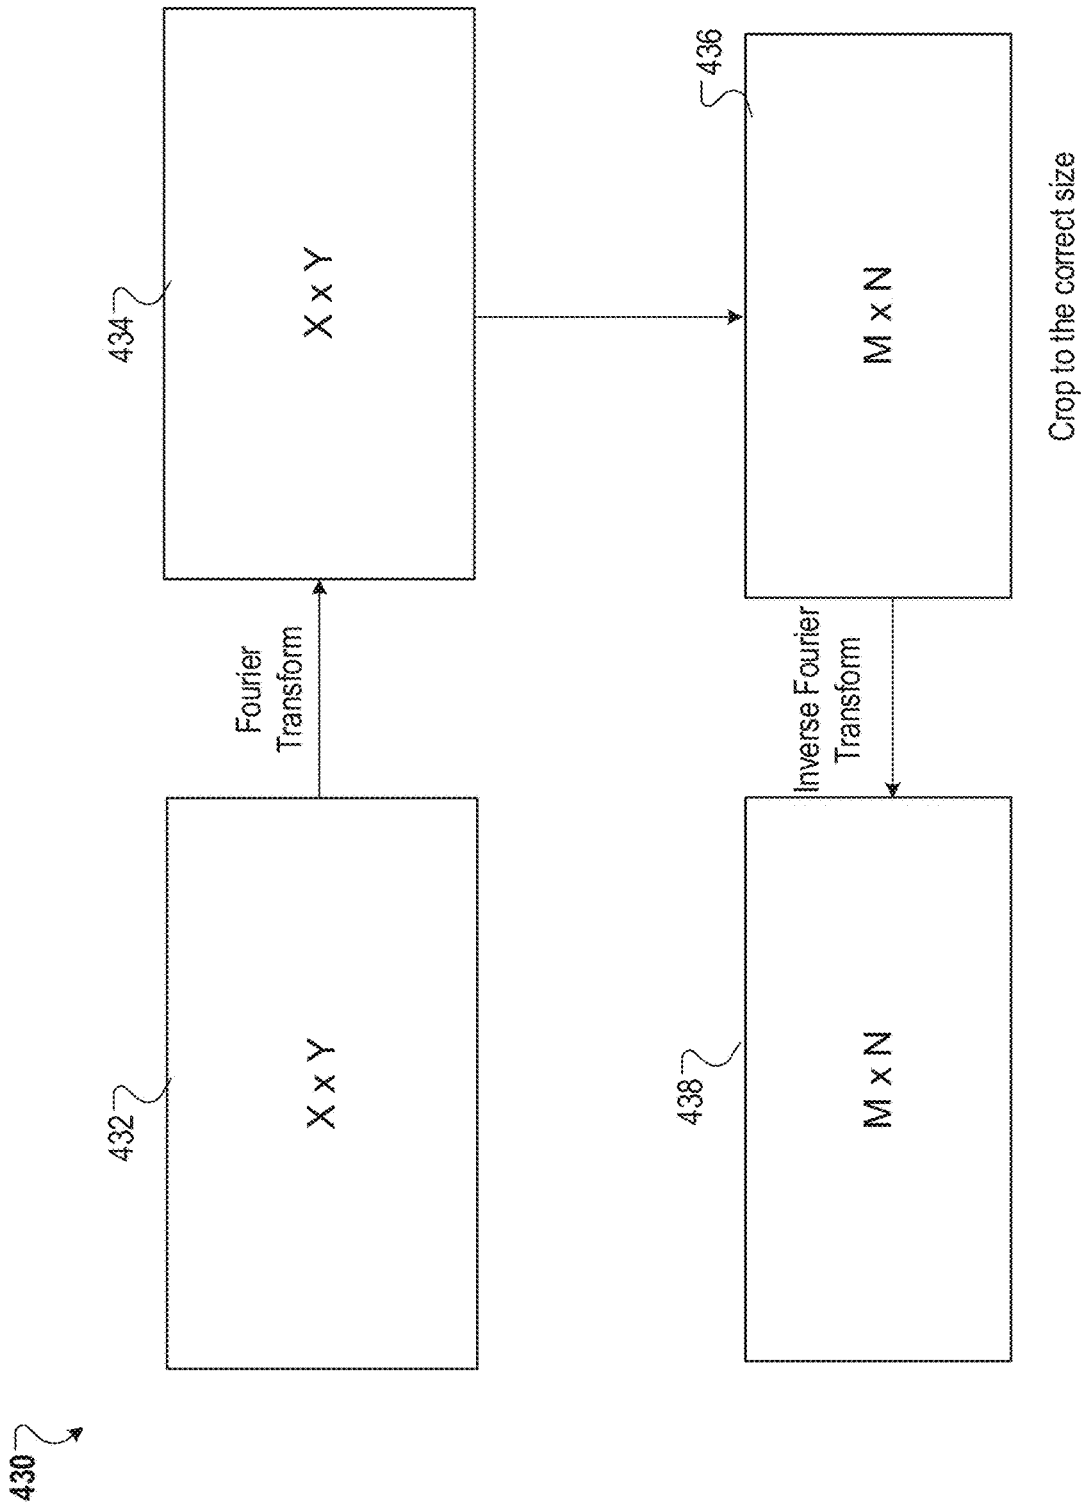 430
432
X x Y
Fourier
Transform
434
X x Y
438
M x N
Inverse Fourier
Transform
436
M x N
Crop to the correct size